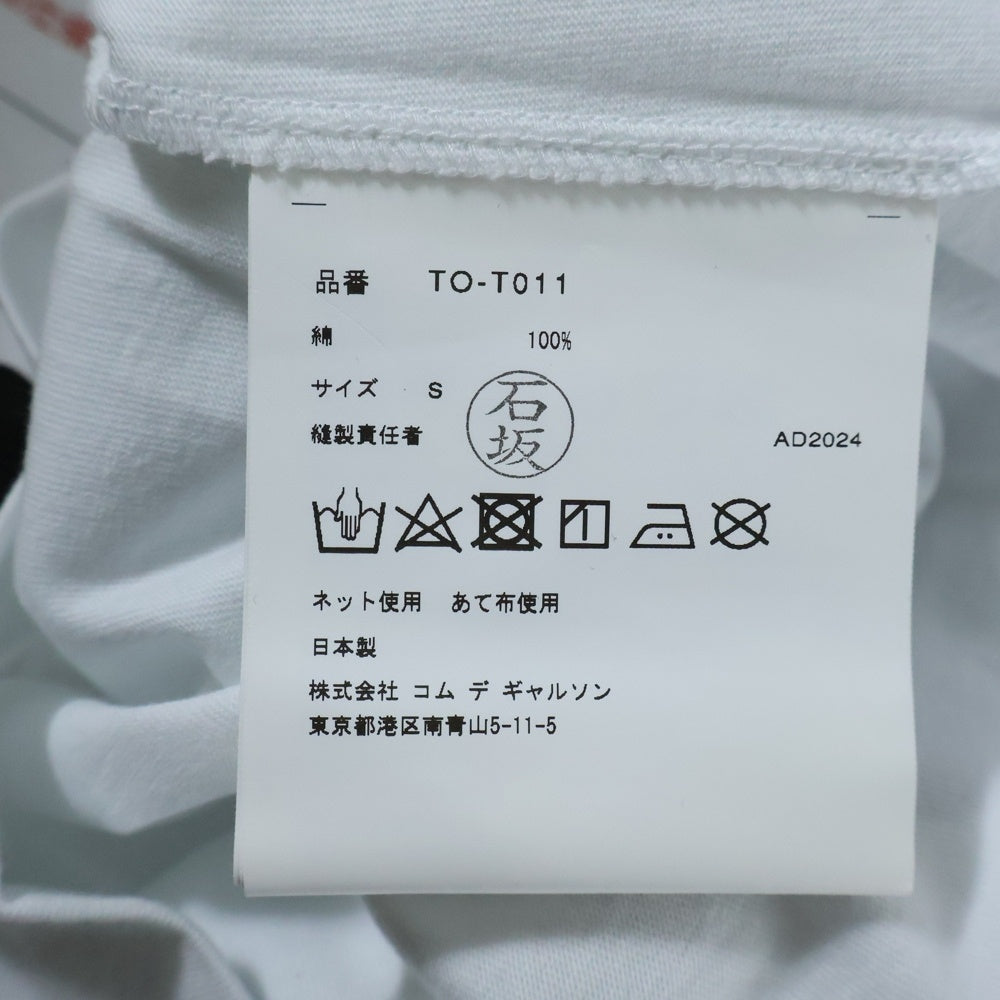 品番 TO-T011
綿 100%
サイズ S
石坂
縫製責任者 AD2024
ネット使用 あて布使用
日本製
株式会社 コム デ ギャルソン
東京都港区南青山5-11-5